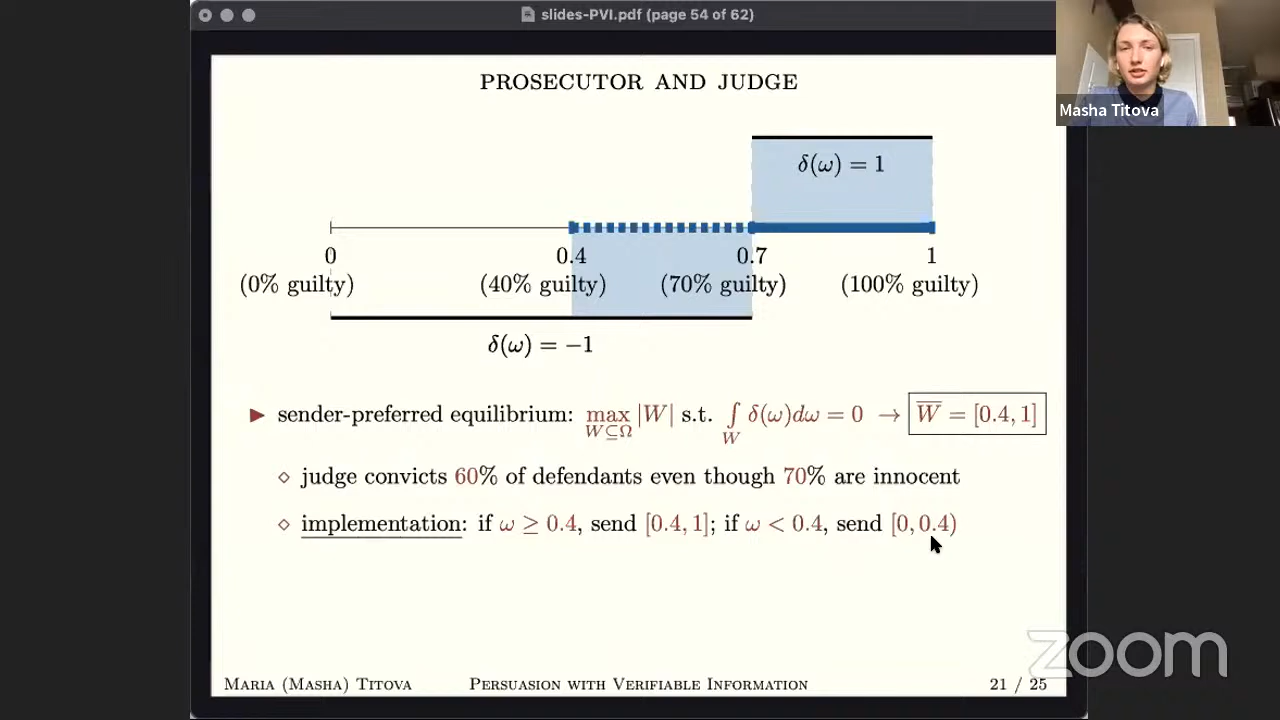 slides-PVI.pdf (page 54 of 62)
PROSECUTOR AND JUDGE
Masha Titova
δ(ω) = 1
0 0.4 0.7 1
(0% guilty) (40% guilty) (70% guilty) (100% guilty)
δ(ω) = −1
► sender-preferred equilibrium: max_{W⊆Ω} |W| s.t. ∫_W δ(ω)dω = 0 → W̅ = [0.4, 1]
⋄ judge convicts 60% of defendants even though 70% are innocent
⋄ implementation: if ω ≥ 0.4, send [0.4, 1]; if ω < 0.4, send [0, 0.4)
zoom
MARIA (MASHA) TITOVA PERSUASION WITH VERIFIABLE INFORMATION 21 / 25